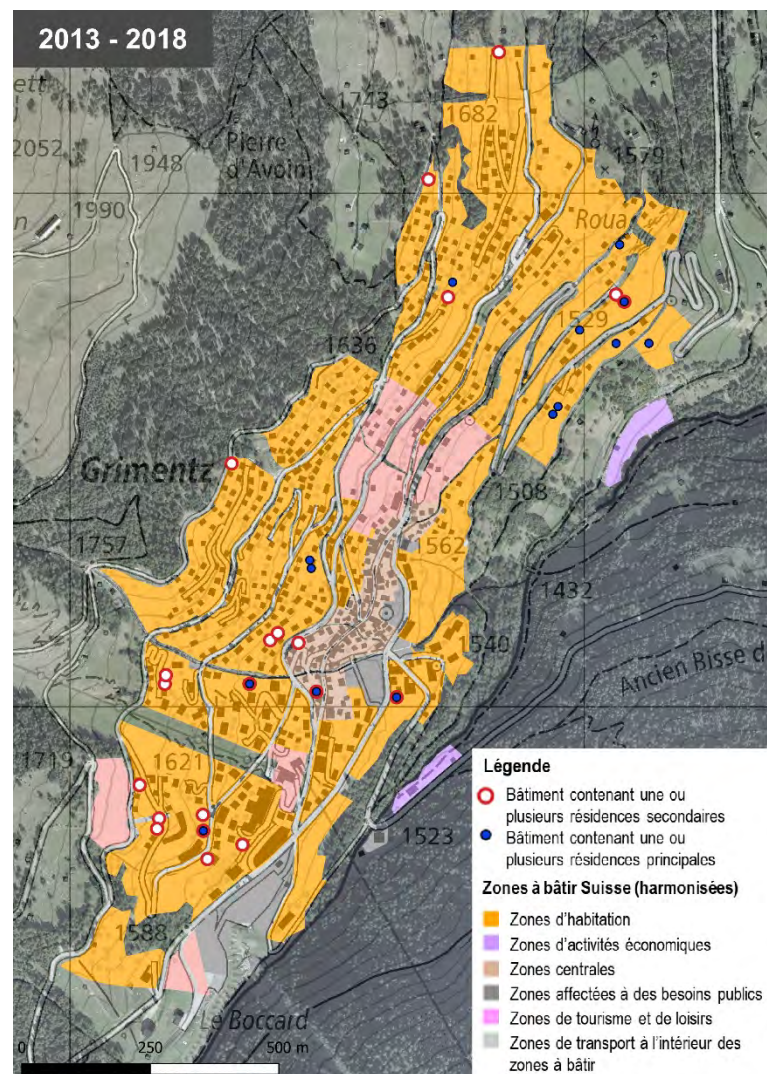 2013 - 2018
ett
2052
1948
Pierre
d'Avoin
1743
1682
1579
1990
n
Roua
1529
1636
Grimentz
1508
1757
1562
1432
540
Ancien Bisse d
1719
1621
1523
1588
Le Boccard
0 250 500 m
Légende
Bâtiment contenant une ou
plusieurs résidences secondaires
Bâtiment contenant une ou
plusieurs résidences principales
Zones à bâtir Suisse (harmonisées)
Zones d'habitation
Zones d'activités économiques
Zones centrales
Zones affectées à des besoins publics
Zones de tourisme et de loisirs
Zones de transport à l'intérieur des
zones à bâtir